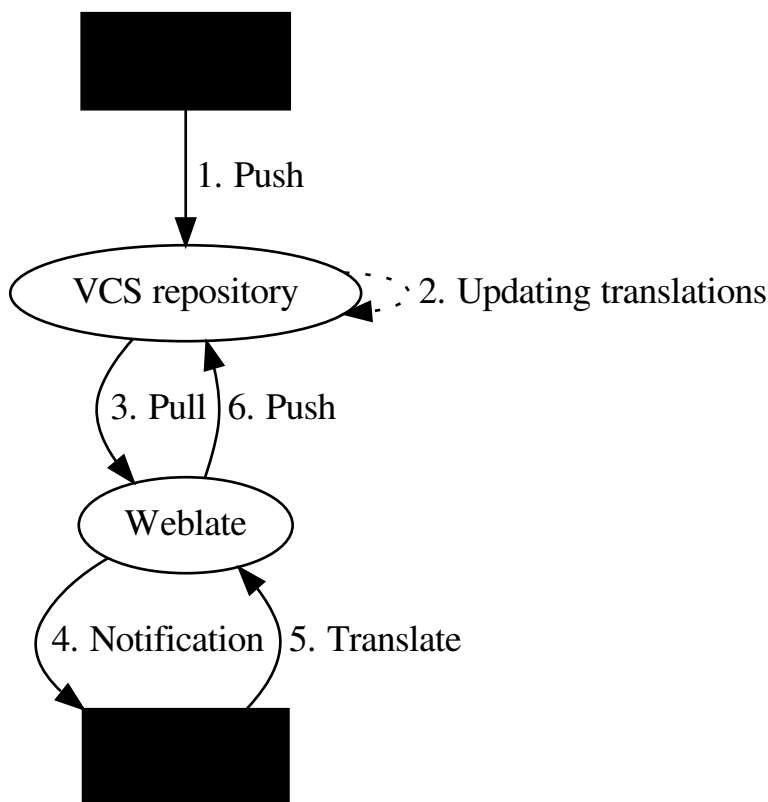 1. Push
VCS repository
2. Updating translations
3. Pull
6. Push
Weblate
4. Notification
5. Translate